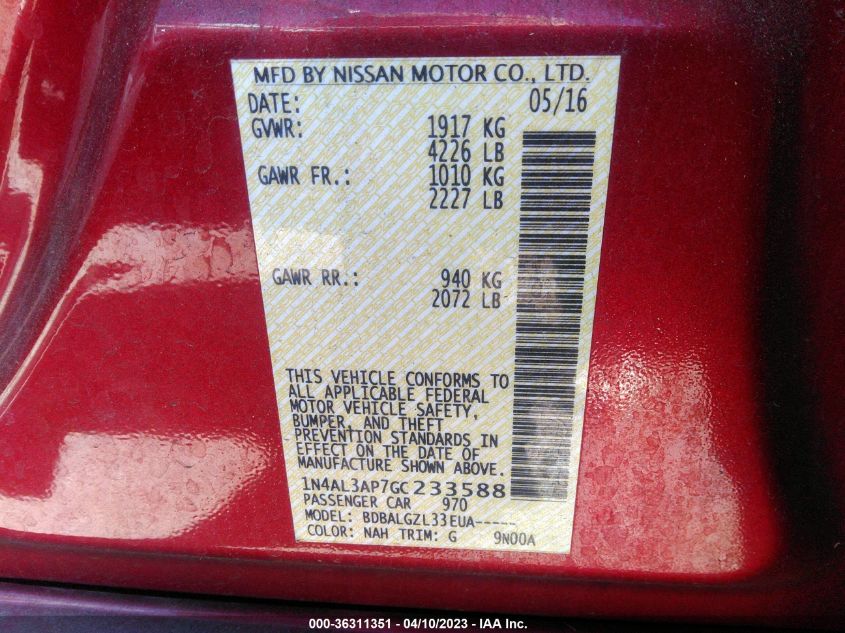 MFD BY NISSAN MOTOR CO., LTD.
DATE: 05/16
GVWR: 1917 KG
4226 LB
GAWR FR.: 1010 KG
2227 LB
GAWR RR.: 940 KG
2072 LB
THIS VEHICLE CONFORMS TO
ALL APPLICABLE FEDERAL
MOTOR VEHICLE SAFETY,
BUMPER, AND THEFT
PREVENTION STANDARDS IN
EFFECT ON THE DATE OF
MANUFACTURE SHOWN ABOVE.
1N4AL3AP7GC233588
PASSENGER CAR 970
MODEL: BDBALGZL33EUA-----
COLOR: NAH TRIM: G 9N00A
000-36311351 - 04/10/2023 - IAA Inc.